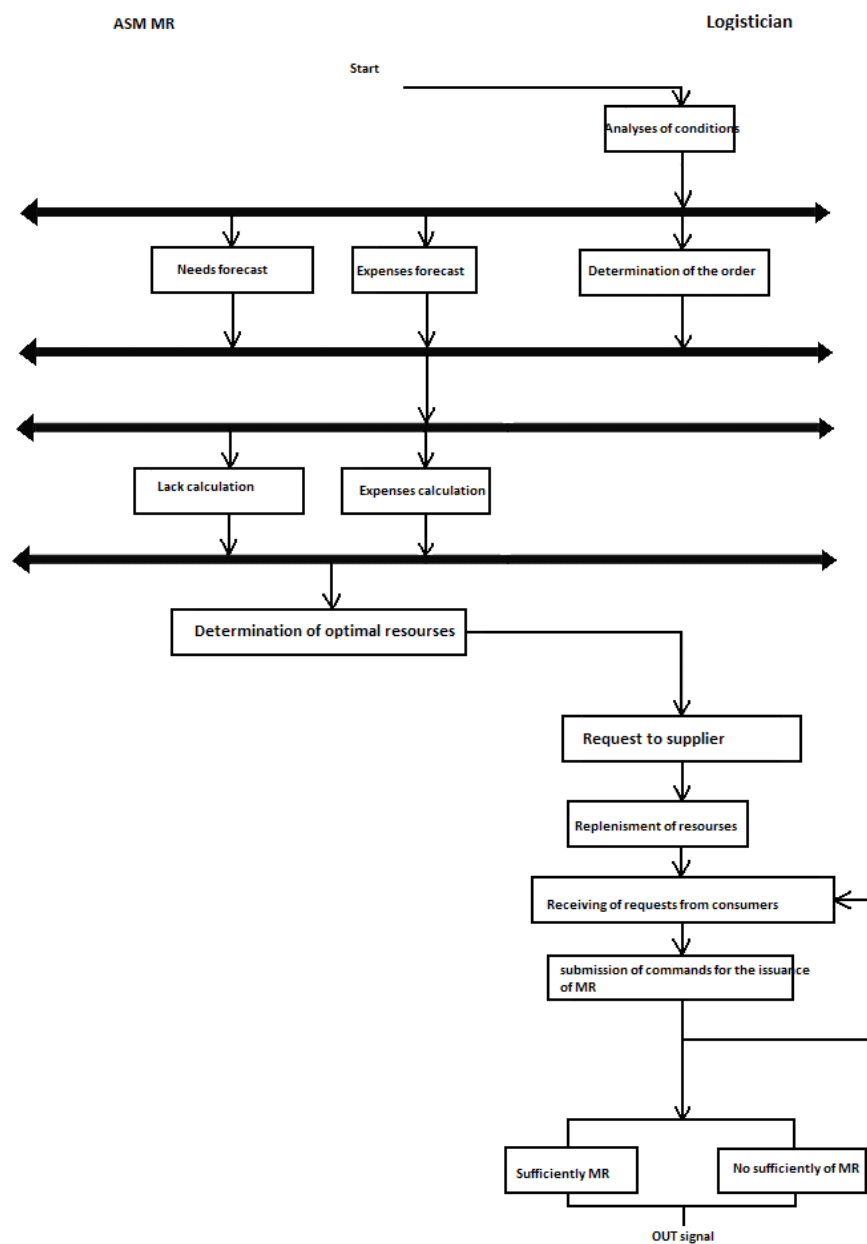 ASM MR
Logistician
Start
Analyses of conditions
Needs forecast
Expenses forecast
Determination of the order
Lack calculation
Expenses calculation
Determination of optimal resourses
Request to supplier
Replenisment of resourses
Receiving of requests from consumers
submission of commands for the issuance
of MR
Sufficiently MR
No sufficiently of MR
OUT signal